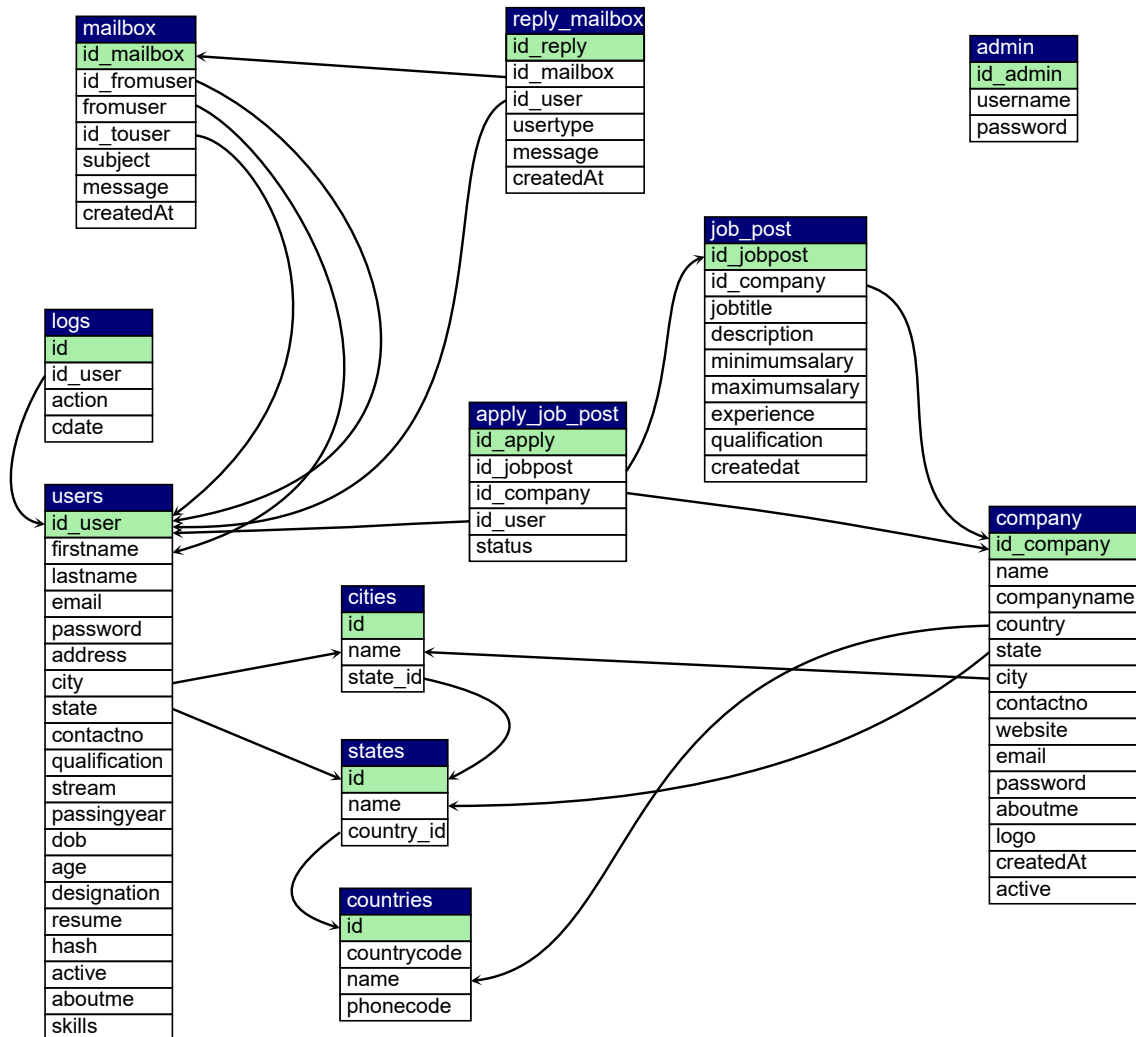 mailbox
id_mailbox
id_fromuser
fromuser
id_touser
subject
message
createdAt
reply_mailbox
id_reply
id_mailbox
id_user
usertype
message
createdAt
admin
id_admin
username
password
job_post
id_jobpost
id_company
jobtitle
description
minimumsalary
maximumsalary
experience
qualification
createdat
logs
id
id_user
action
cdate
apply_job_post
id_apply
id_jobpost
id_company
id_user
status
users
id_user
firstname
lastname
email
password
address
city
state
contactno
qualification
stream
passingyear
dob
age
designation
resume
hash
active
aboutme
skills
company
id_company
name
companyname
country
state
city
contactno
website
email
password
aboutme
logo
createdAt
active
cities
id
name
state_id
states
id
name
country_id
countries
id
countrycode
name
phonecode